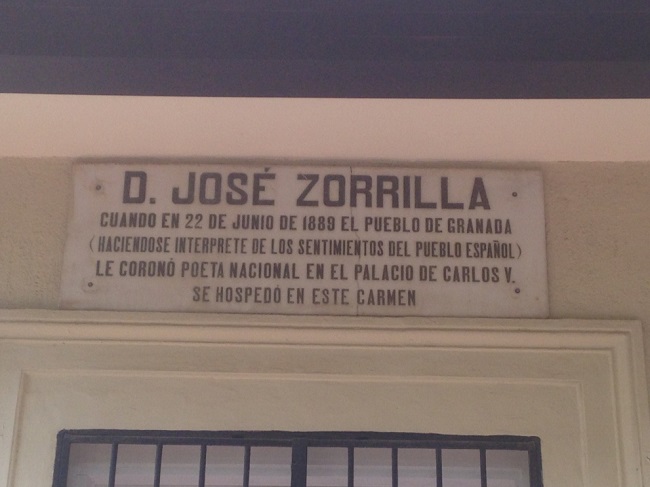 D. JOSÉ ZORRILLA
CUANDO EN 22 DE JUNIO DE 1889 EL PUEBLO DE GRANADA
(HACIENDOSE INTERPRETE DE LOS SENTIMIENTOS DEL PUEBLO ESPAÑOL)
LE CORONÓ POETA NACIONAL EN EL PALACIO DE CARLOS V.
SE HOSPEDÓ EN ESTE CARMEN